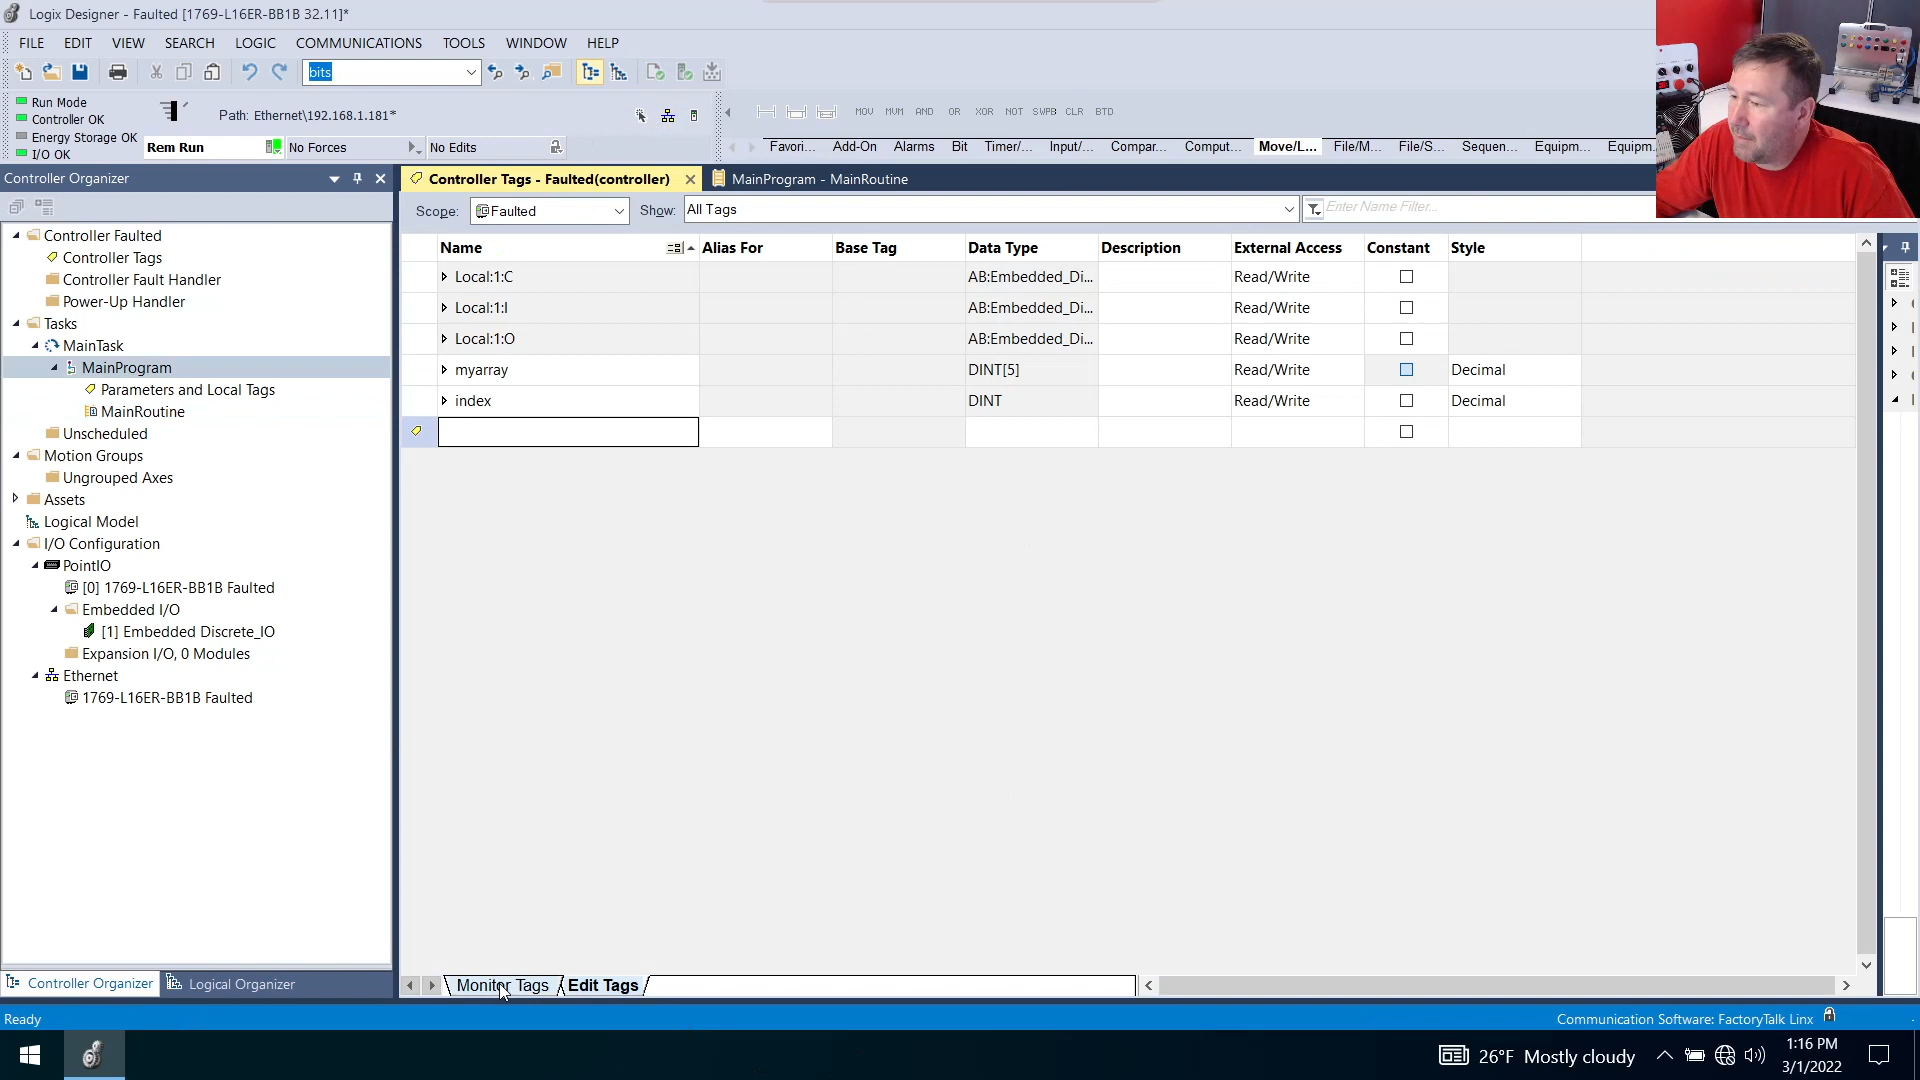 Logix Designer - Faulted [1769-L16ER-BB1B 32.11]*
FILE EDIT VIEW SEARCH LOGIC COMMUNICATIONS TOOLS WINDOW HELP
bits
Run Mode
Controller OK
Energy Storage OK
I/O OK
Path: Ethernet\192.168.1.181*
Rem Run No Forces No Edits
MOV MVM AND OR XOR NOT SWPB CLR BTD
Favori... Add-On Alarms Bit Timer/... Input/... Compar... Comput... Move/L... File/M... File/S... Sequen... Equipm... Equipm
Controller Organizer
Controller Faulted
Controller Tags
Controller Fault Handler
Power-Up Handler
Tasks
MainTask
MainProgram
Parameters and Local Tags
MainRoutine
Unscheduled
Motion Groups
Ungrouped Axes
Assets
Logical Model
I/O Configuration
PointIO
[0] 1769-L16ER-BB1B Faulted
Embedded I/O
[1] Embedded Discrete_IO
Expansion I/O, 0 Modules
Ethernet
1769-L16ER-BB1B Faulted
Controller Organizer Logical Organizer
Controller Tags - Faulted(controller) MainProgram - MainRoutine
Scope: Faulted Show: All Tags Enter Name Filter...
Name Alias For Base Tag Data Type Description External Access Constant Style
Local:1:C AB:Embedded_Di... Read/Write
Local:1:I AB:Embedded_Di... Read/Write
Local:1:O AB:Embedded_Di... Read/Write
myarray DINT[5] Read/Write Decimal
index DINT Read/Write Decimal
Monitor Tags Edit Tags
Ready
Communication Software: FactoryTalk Linx
26°F Mostly cloudy
1:16 PM
3/1/2022